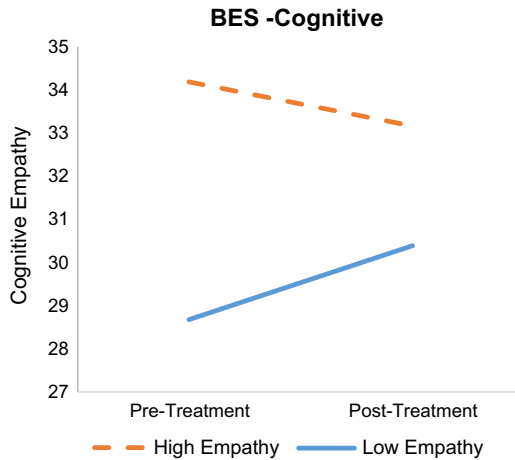 BES -Cognitive
35
34
33
32
31
30
29
28
27
Cognitive Empathy
Pre-Treatment Post-Treatment
High Empathy Low Empathy